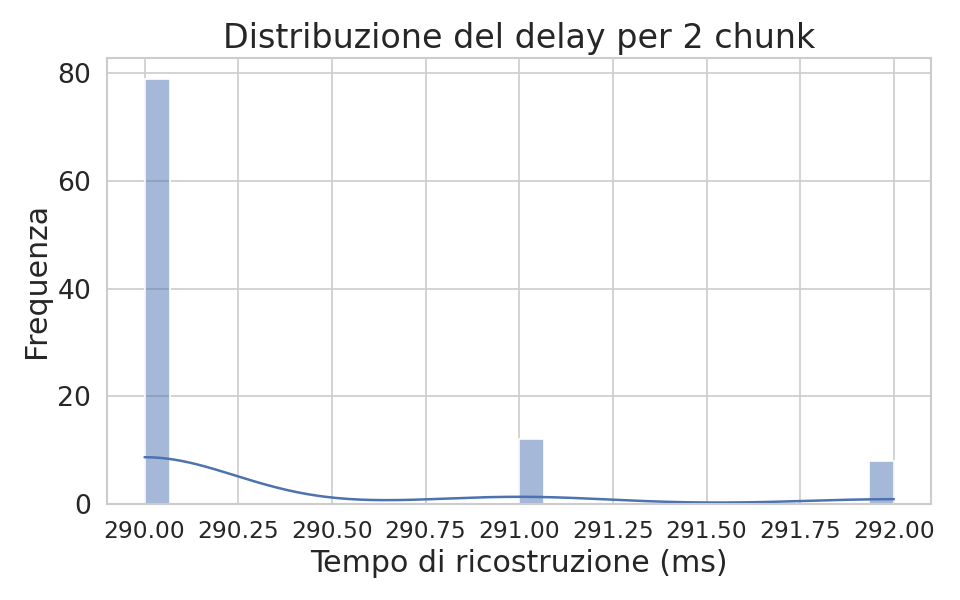 Distribuzione del delay per 2 chunk
80
60
40
20
0
Frequenza
290.00 290.25 290.50 290.75 291.00 291.25 291.50 291.75 292.00
Tempo di ricostruzione (ms)